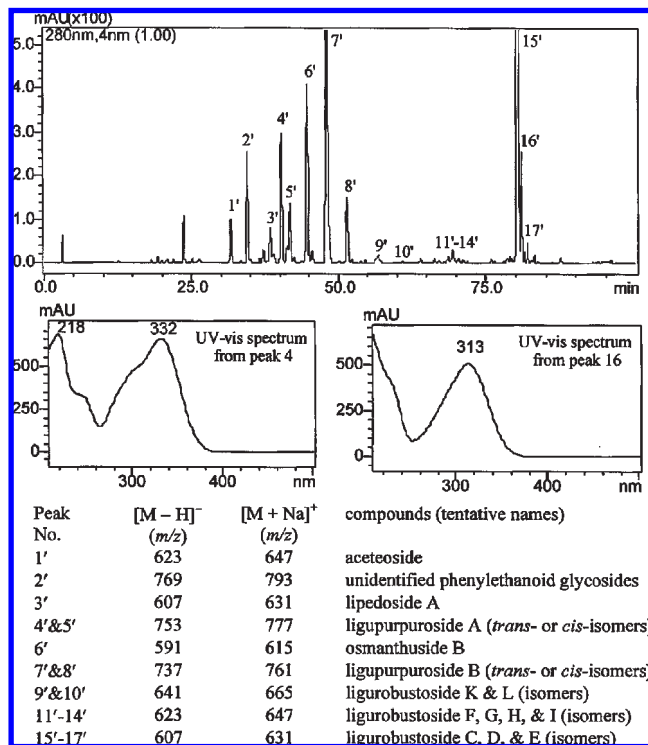 mAU(x100)
280nm,4nm (1.00)
5.0
4.0
3.0
2.0
1.0
0.0
1'
2'
3'
4'
5'
6'
7'
8'
9'
10'
11'-14'
15'
16'
17'
0.0 25.0 50.0 75.0 min
mAU
218 332
UV-vis spectrum
from peak 4
500
250
0
300 400 nm
mAU
313
UV-vis spectrum
from peak 16
500
250
0
300 400 nm
Peak No. [M – H]⁻ (m/z) [M + Na]⁺ (m/z) compounds (tentative names)
1' 623 647 aceteoside
2' 769 793 unidentified phenylethanoid glycosides
3' 607 631 lipedoside A
4'&5' 753 777 ligupurpuroside A (trans- or cis-isomers)
6' 591 615 osmanthuside B
7'&8' 737 761 ligupurpuroside B (trans- or cis-isomers)
9'&10' 641 665 ligurobustoside K & L (isomers)
11'-14' 623 647 ligurobustoside F, G, H, & I (isomers)
15'-17' 607 631 ligurobustoside C, D, & E (isomers)